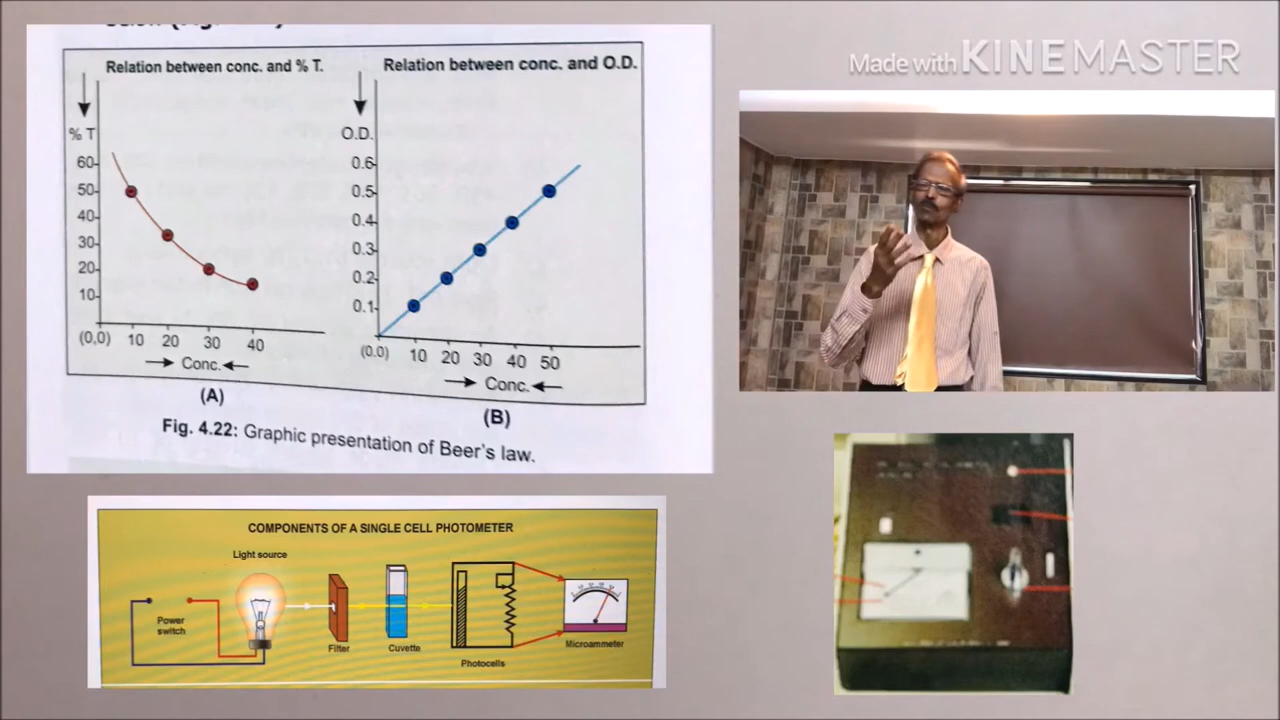 Made with KINEMASTER
Relation between conc. and % T.
% T
60
50
40
30
20
10
(0,0) 10 20 30 40
Conc.
(A)
Relation between conc. and O.D.
O.D.
0.6
0.5
0.4
0.3
0.2
0.1
(0.0) 10 20 30 40 50
Conc.
(B)
Fig. 4.22: Graphic presentation of Beer's law.
COMPONENTS OF A SINGLE CELL PHOTOMETER
Light source
Power
switch
Filter
Cuvette
Photocells
Microammeter